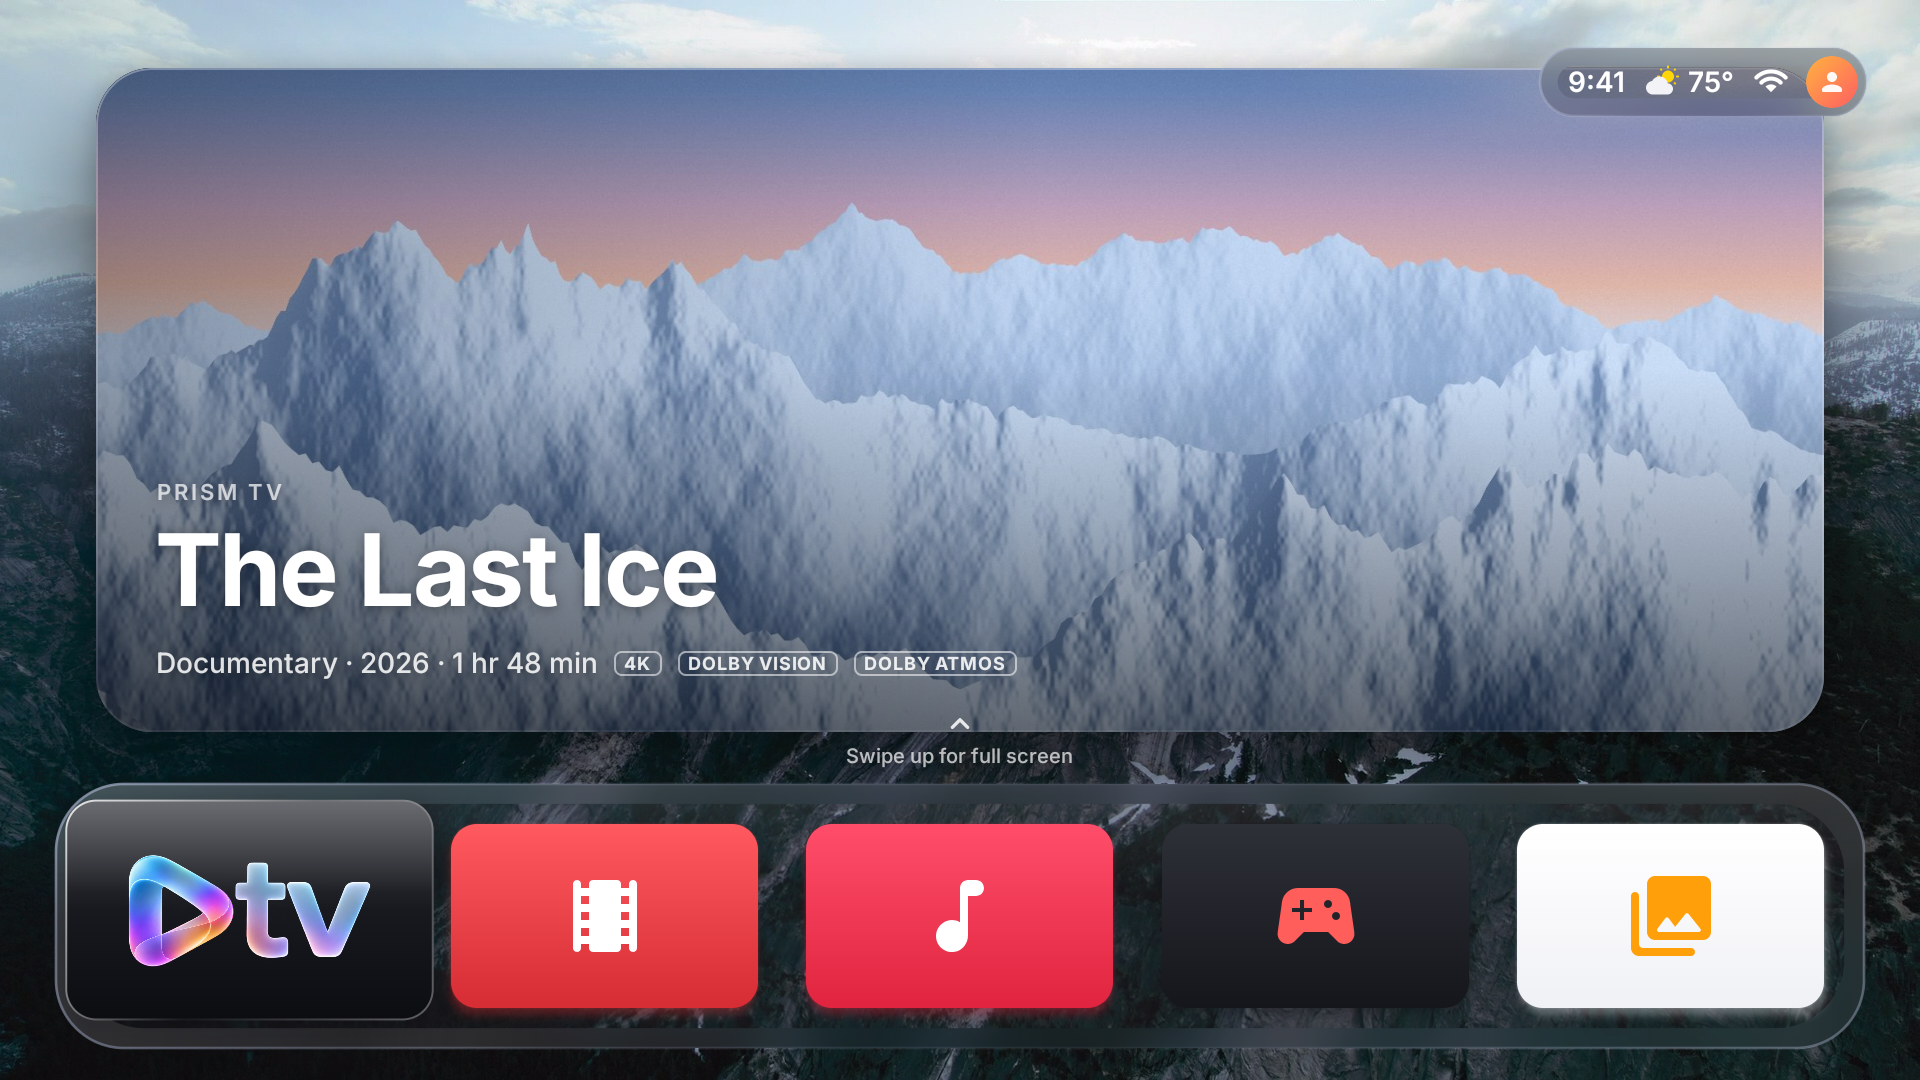 9:41 75°
PRISM TV
The Last Ice
Documentary · 2026 · 1 hr 48 min 4K DOLBY VISION DOLBY ATMOS
Swipe up for full screen
tv